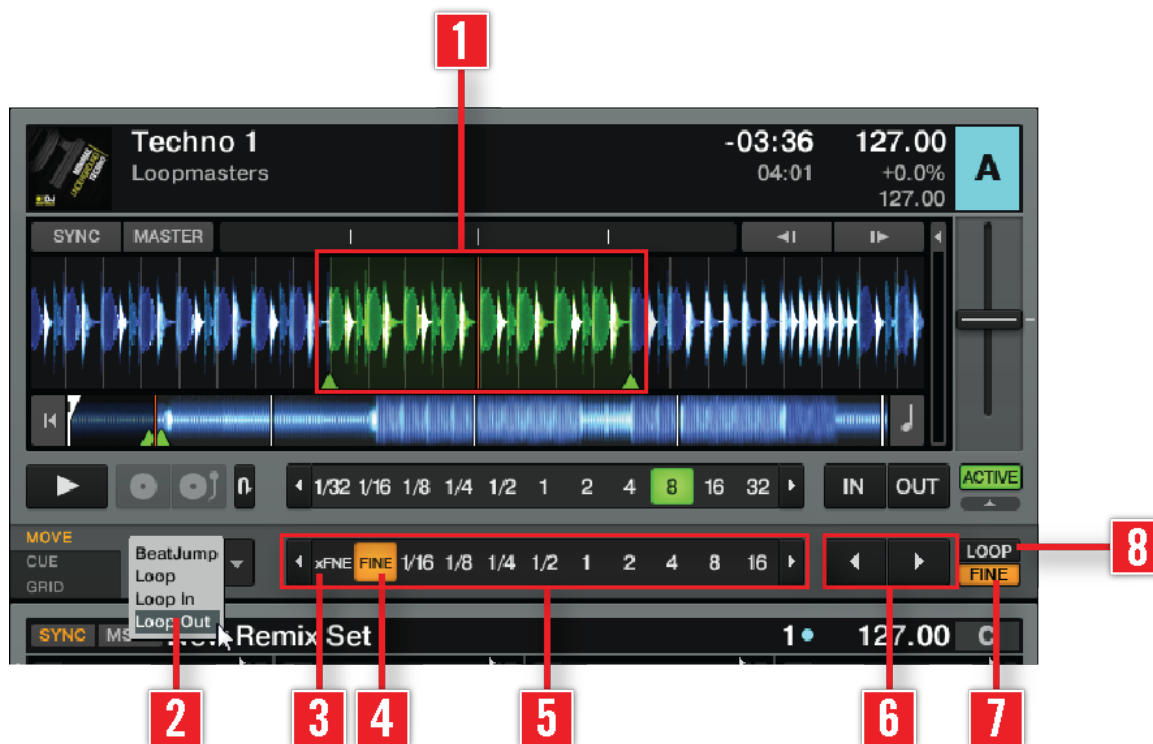 1
Techno 1
-03:36
127.00
A
Loopmasters
04:01
+0.0%
127.00
SYNC
MASTER
1/32 1/16 1/8 1/4 1/2 1 2 4 8 16 32
IN
OUT
ACTIVE
MOVE
CUE
GRID
BeatJump
Loop
Loop In
Loop Out
xFNE FINE 1/16 1/8 1/4 1/2 1 2 4 8 16
LOOP
FINE
8
SYNC
Remix Set
1
127.00
C
2
3
4
5
6
7